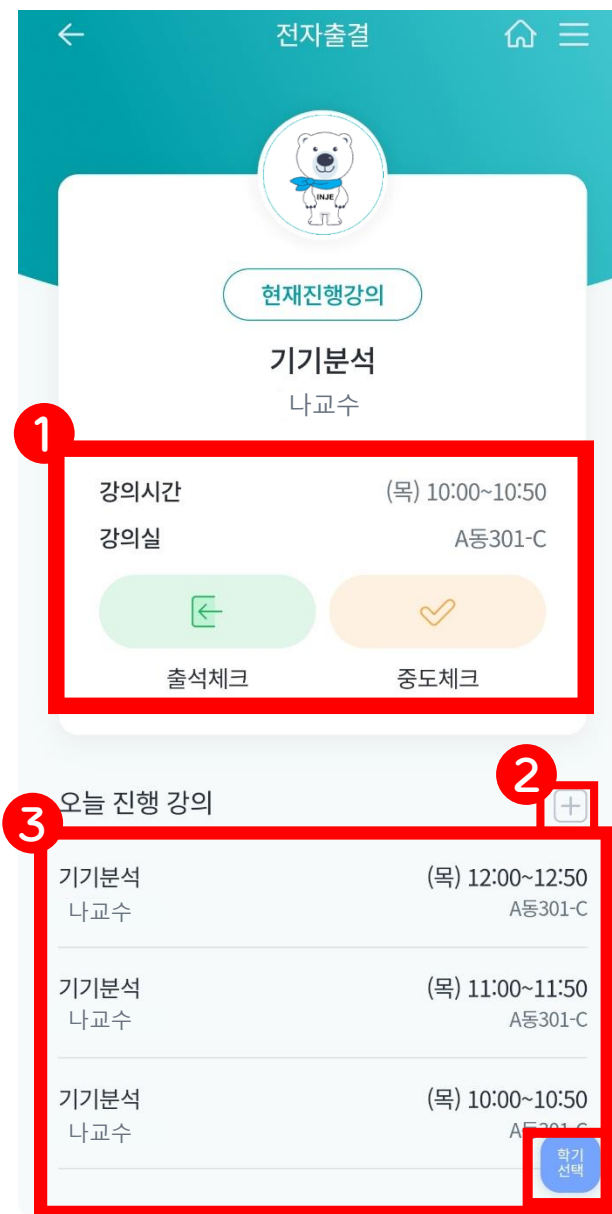 전자출결
INJE
현재진행강의
기기분석
나교수
1
강의시간 (목) 10:00~10:50
강의실 A동301-C
출석체크 중도체크
2
오늘 진행 강의
3
기기분석 (목) 12:00~12:50
나교수 A동301-C
기기분석 (목) 11:00~11:50
나교수 A동301-C
기기분석 (목) 10:00~10:50
나교수 A동301-C
학기
선택